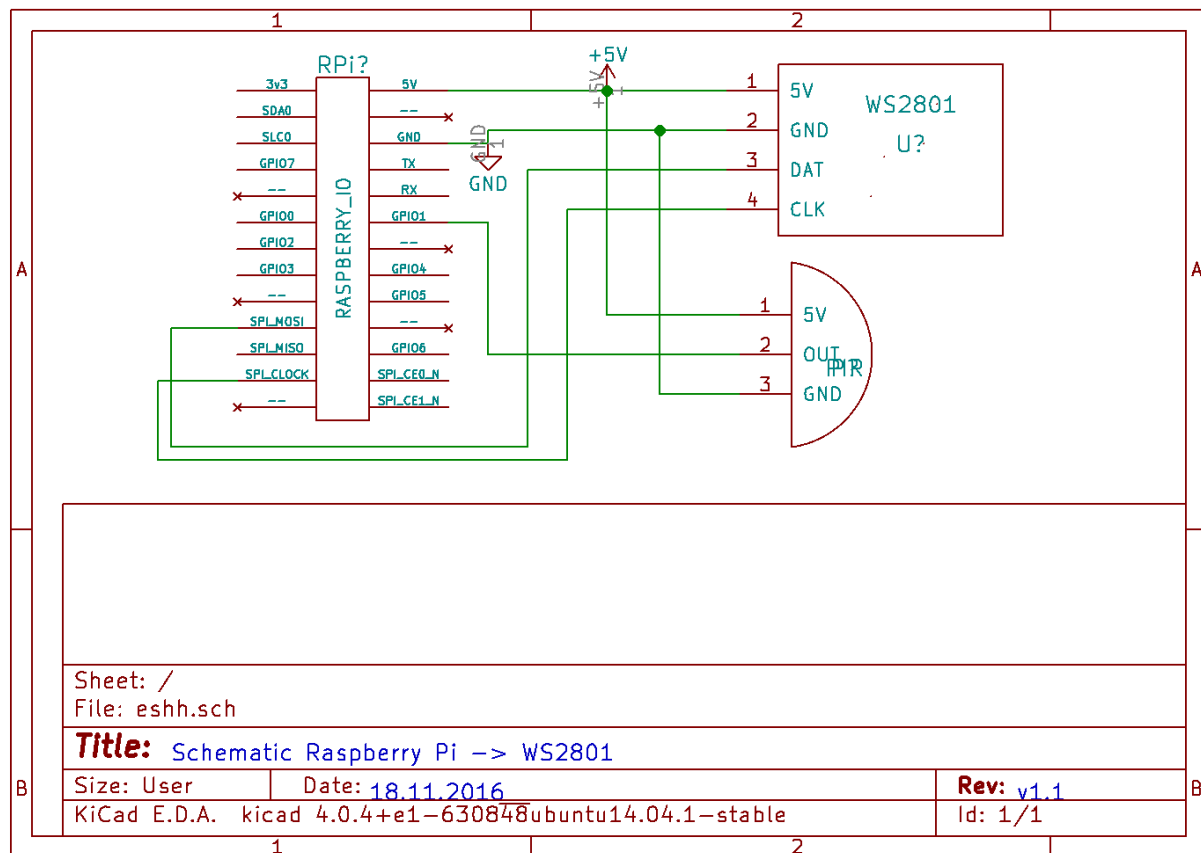 1 2
+5V
RPi?
+5V
1
3v3 5V
1 5V
WS2801
SDA0 --
SLC0 GND
GND
1
2 GND
U?
GPIO7 TX
3 DAT
GND
-- RX
RASPBERRY_IO
GPIO0 GPIO1
4 CLK
GPIO2 --
A A
GPIO3 GPIO4
-- GPIO5
1 5V
SPI_MOSI --
SPI_MISO GPIO6
2 OUT
SPI_CLOCK SPI_CE0_N
3 GND
-- SPI_CE1_N
Sheet: /
File: eshh.sch
Title: Schematic Raspberry Pi -> WS2801
B B
Size: User Date: 18.11.2016 Rev: v1.1
KiCad E.D.A. kicad 4.0.4+e1-630848ubuntu14.04.1-stable Id: 1/1
1 2